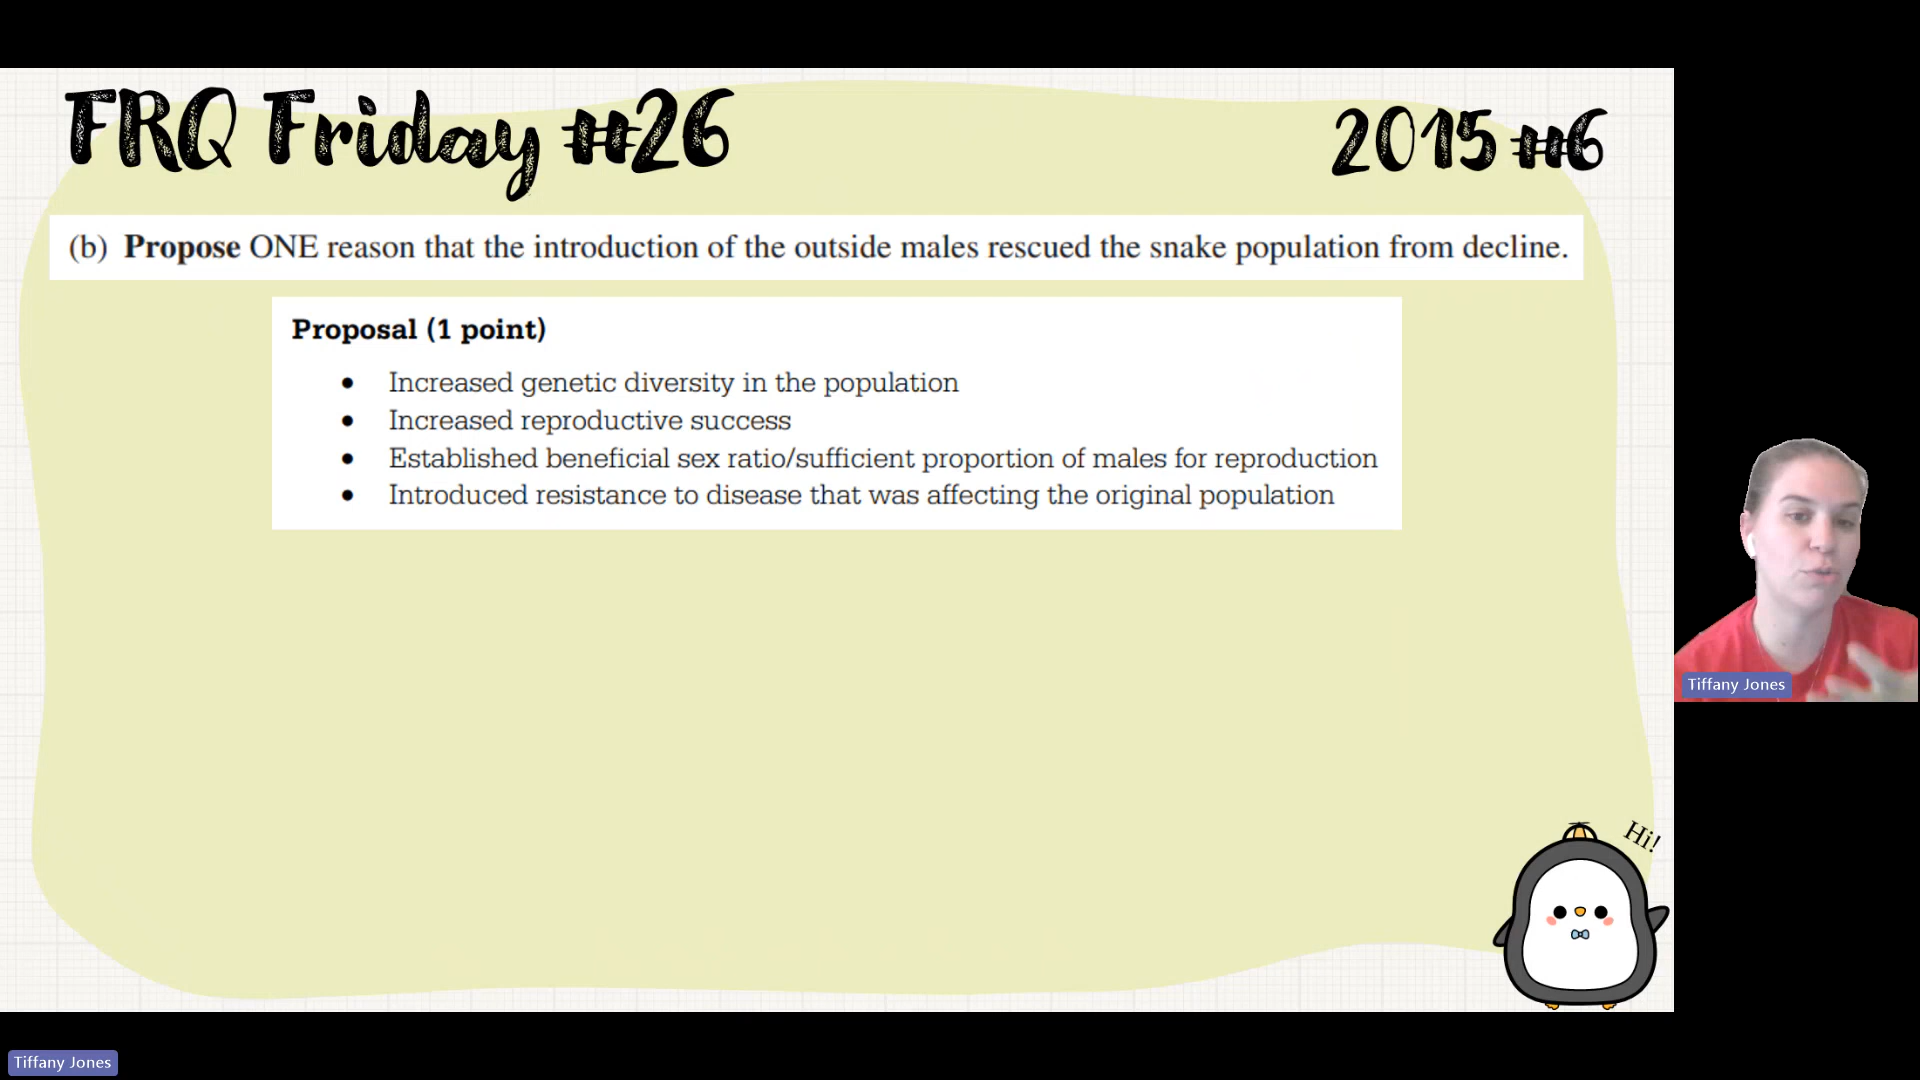 FRQ Friday #26
2015 #6
(b) Propose ONE reason that the introduction of the outside males rescued the snake population from decline.
Proposal (1 point)
• Increased genetic diversity in the population
• Increased reproductive success
• Established beneficial sex ratio/sufficient proportion of males for reproduction
• Introduced resistance to disease that was affecting the original population
Tiffany Jones
Hi!
Tiffany Jones